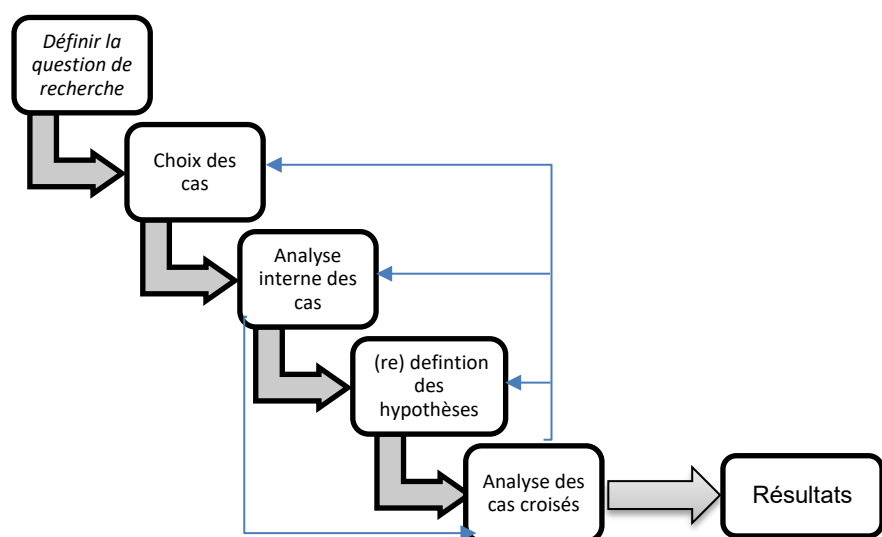 Définir la
question de
recherche
Choix des
cas
Analyse
interne des
cas
(re) defintion
des
hypothèses
Analyse des
cas croisés
Résultats